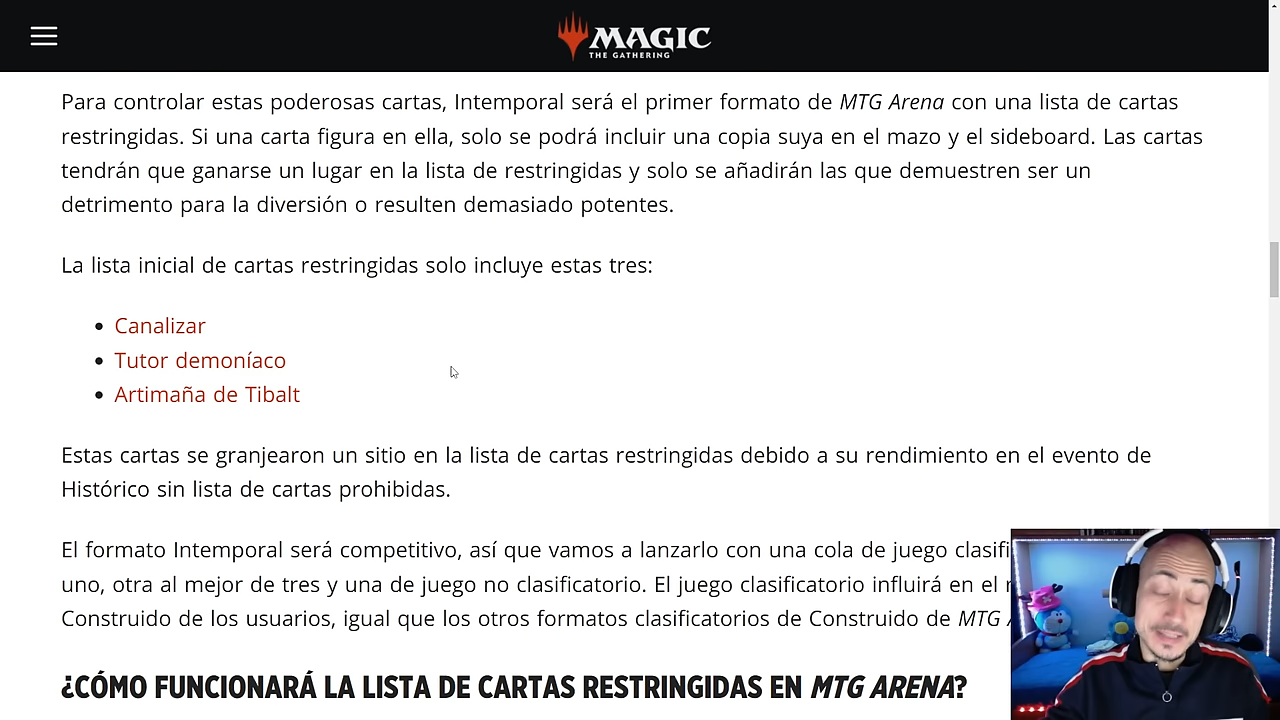 MAGIC
THE GATHERING
Para controlar estas poderosas cartas, Intemporal será el primer formato de MTG Arena con una lista de cartas
restringidas. Si una carta figura en ella, solo se podrá incluir una copia suya en el mazo y el sideboard. Las cartas
tendrán que ganarse un lugar en la lista de restringidas y solo se añadirán las que demuestren ser un
detrimento para la diversión o resulten demasiado potentes.
La lista inicial de cartas restringidas solo incluye estas tres:
• Canalizar
• Tutor demoníaco
• Artimaña de Tibalt
Estas cartas se granjearon un sitio en la lista de cartas restringidas debido a su rendimiento en el evento de
Histórico sin lista de cartas prohibidas.
El formato Intemporal será competitivo, así que vamos a lanzarlo con una cola de juego clasifi
uno, otra al mejor de tres y una de juego no clasificatorio. El juego clasificatorio influirá en el
Construido de los usuarios, igual que los otros formatos clasificatorios de Construido de MTG
¿CÓMO FUNCIONARÁ LA LISTA DE CARTAS RESTRINGIDAS EN MTG ARENA?